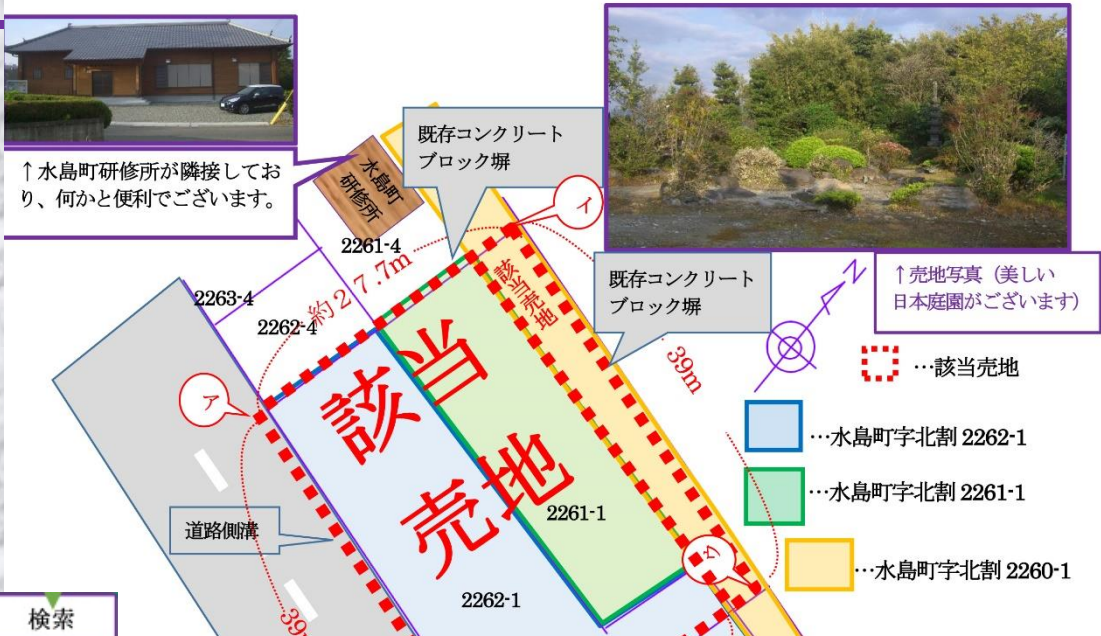 ↑水島町研修所が隣接してお
り、何かと便利でございます。
水島町
研修所
既存コンクリート
ブロック塀
イ
2261-4
約27.7m
2263-4
2262-4
ア
該当売地
既存コンクリート
ブロック塀
39m
N
↑売地写真（美しい
日本庭園がございます）
…該当売地
…水島町字北割 2262-1
…水島町字北割 2261-1
…水島町字北割 2260-1
該当
売地
2261-1
ウ
道路側溝
2262-1
39m
検索